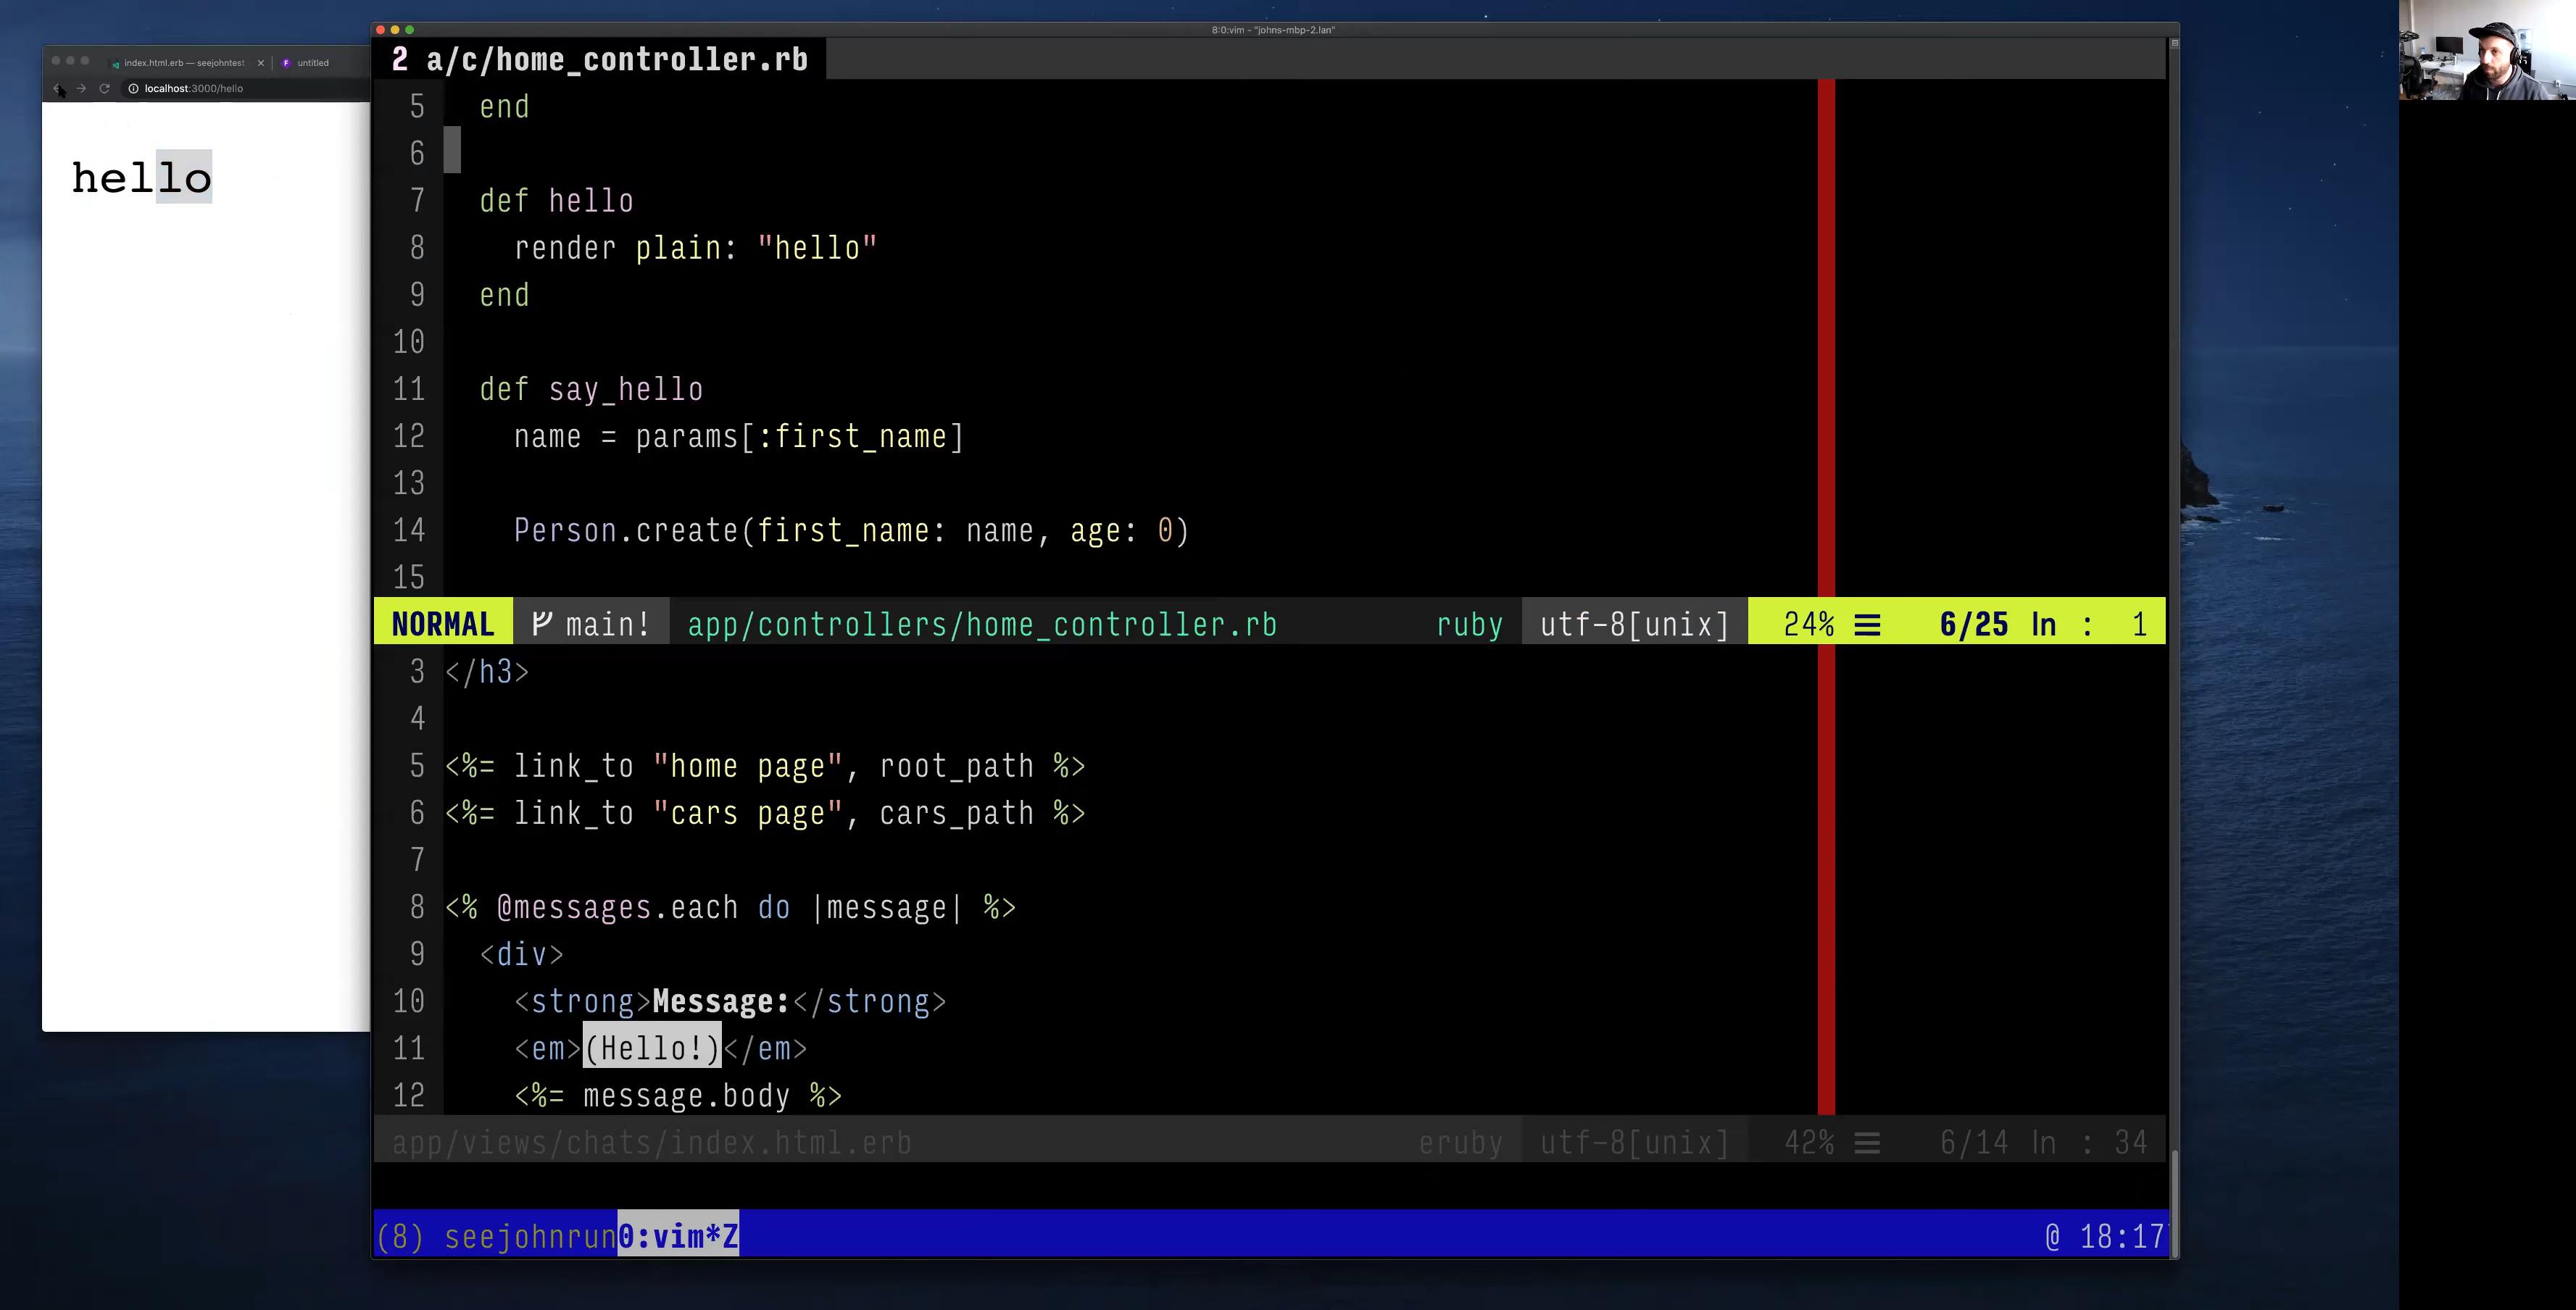 8:0:vim - "johns-mbp-2.lan"
index.html.erb — seejohntest
untitled
localhost:3000/hello
hello
2 a/c/home_controller.rb
5 end
6
7 def hello
8 render plain: "hello"
9 end
10
11 def say_hello
12 name = params[:first_name]
13
14 Person.create(first_name: name, age: 0)
15
NORMAL main! app/controllers/home_controller.rb ruby utf-8[unix] 24% ☰ 6/25 ln : 1
3 </h3>
4
5 <%= link_to "home page", root_path %>
6 <%= link_to "cars page", cars_path %>
7
8 <% @messages.each do |message| %>
9 <div>
10 <strong>Message:</strong>
11 <em>(Hello!)</em>
12 <%= message.body %>
app/views/chats/index.html.erb eruby utf-8[unix] 42% ☰ 6/14 ln : 34
(8) seejohnrun0:vim*Z @ 18:17